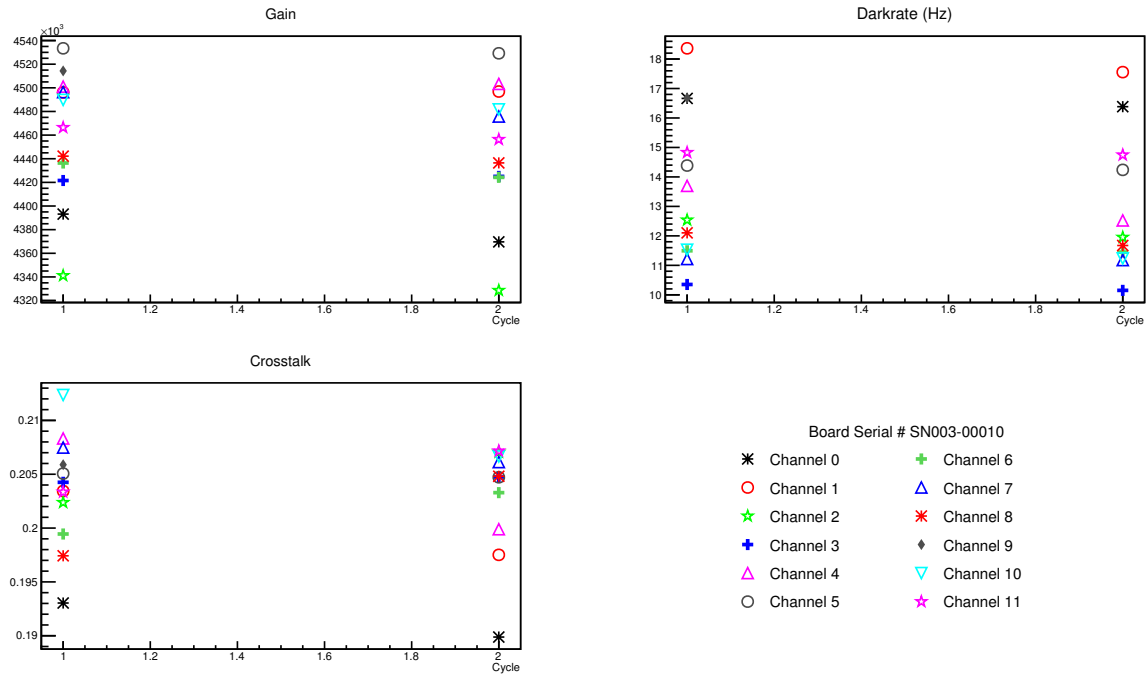 Gain
×10³
4540
4520
4500
4480
4460
4440
4420
4400
4380
4360
4340
4320
1 1.2 1.4 1.6 1.8 2
Cycle
Darkrate (Hz)
18
17
16
15
14
13
12
11
10
1 1.2 1.4 1.6 1.8 2
Cycle
Crosstalk
0.21
0.205
0.2
0.195
0.19
1 1.2 1.4 1.6 1.8 2
Cycle
Board Serial # SN003-00010
Channel 0 Channel 6
Channel 1 Channel 7
Channel 2 Channel 8
Channel 3 Channel 9
Channel 4 Channel 10
Channel 5 Channel 11